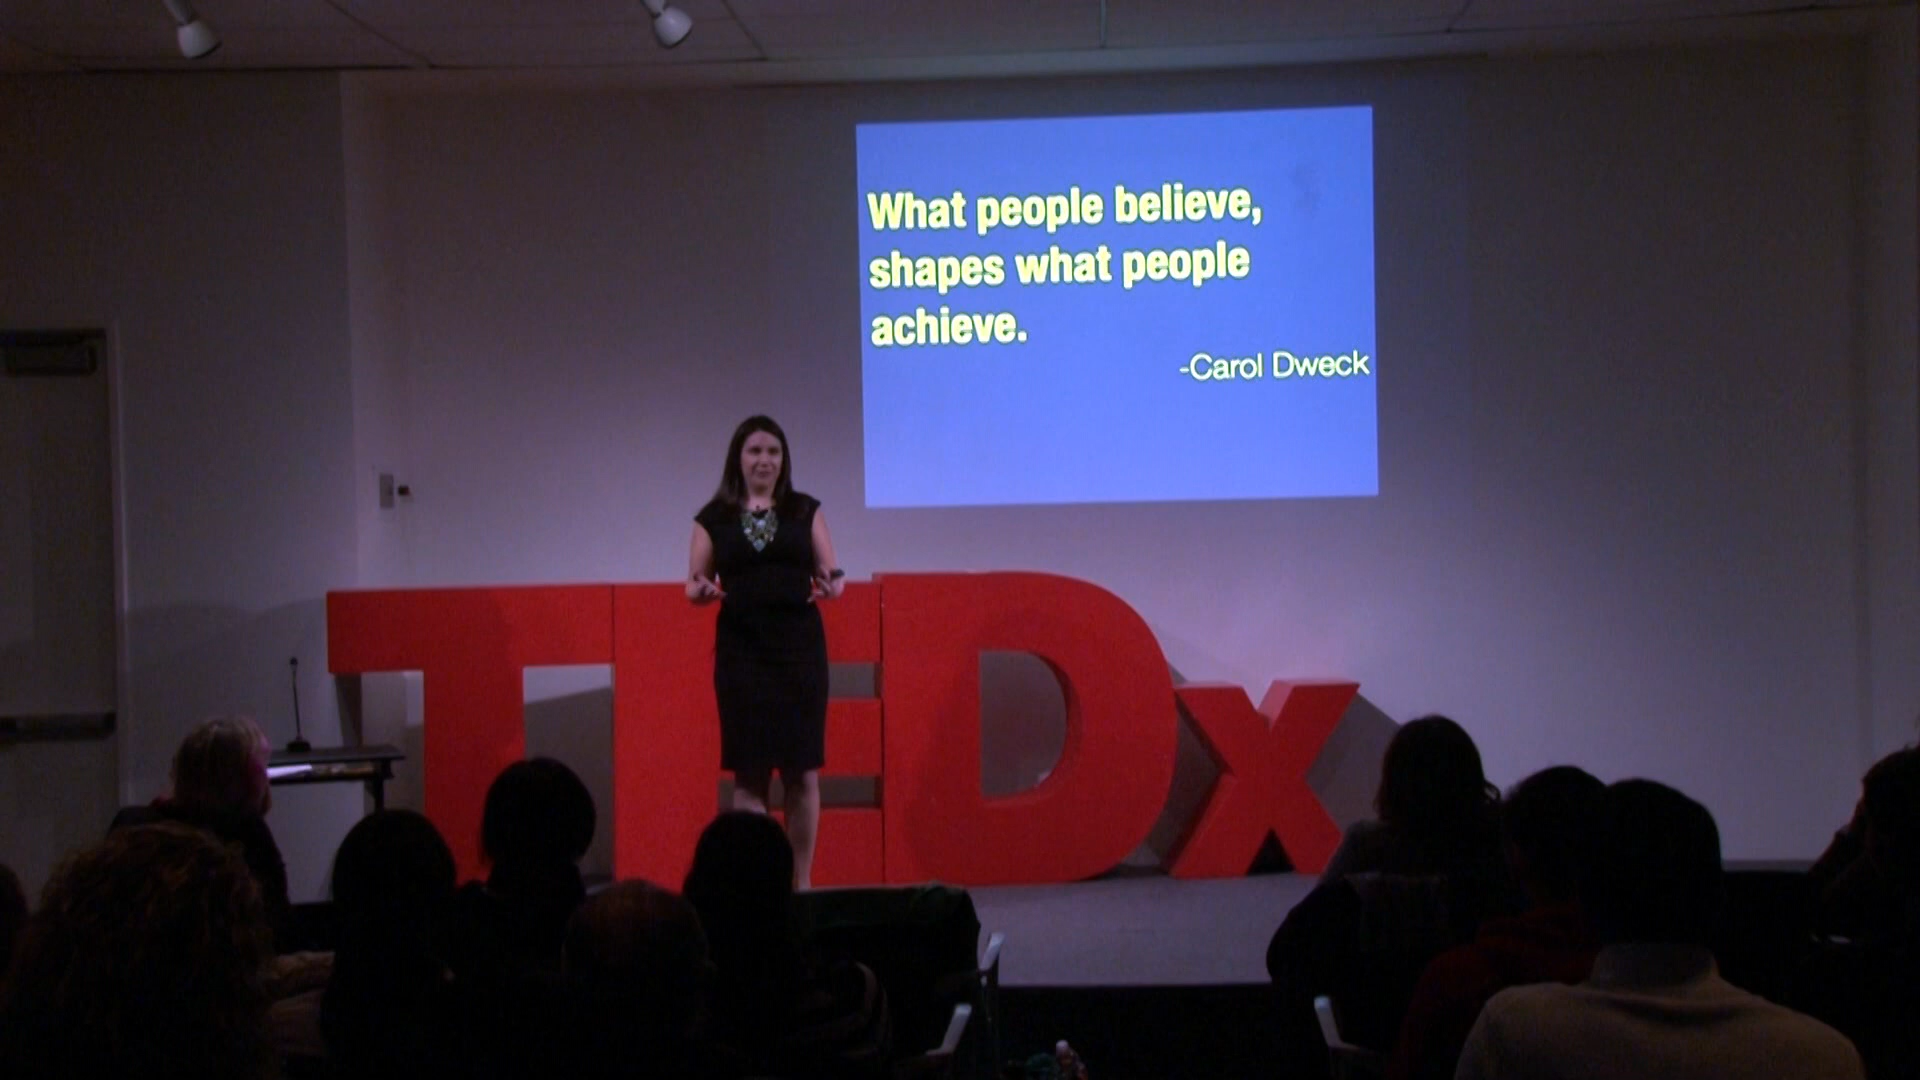 What people believe,
shapes what people
achieve.
-Carol Dweck
TEDx